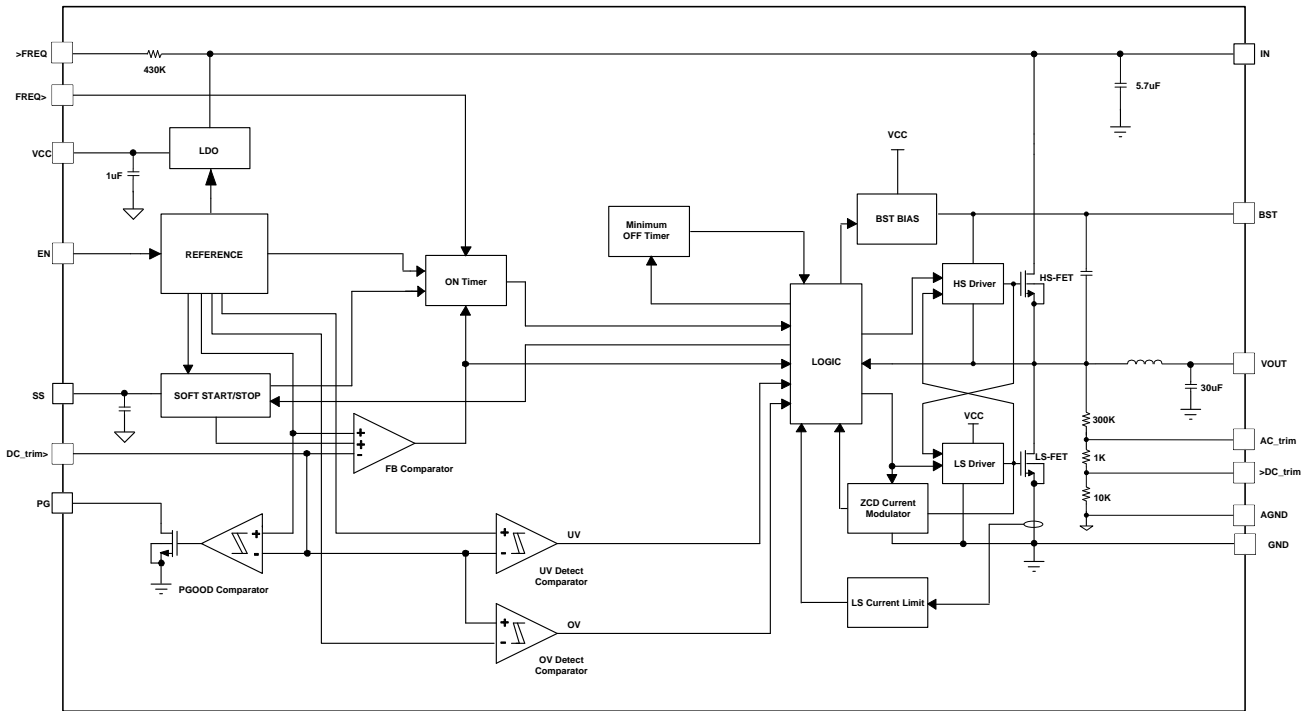 >FREQ
430K
IN
FREQ>
5.7uF
VCC
LDO
VCC
1uF
BST BIAS
BST
Minimum
OFF Timer
EN
REFERENCE
ON Timer
HS Driver
HS-FET
LOGIC
VOUT
SS
SOFT START/STOP
30uF
300K
VCC
AC_trim
DC_trim>
+
+
-
FB Comparator
LS Driver
LS-FET
1K
>DC_trim
PG
10K
ZCD Current
Modulator
AGND
+
-
PGOOD Comparator
+
-
UV
UV Detect
Comparator
GND
LS Current Limit
+
-
OV
OV Detect
Comparator